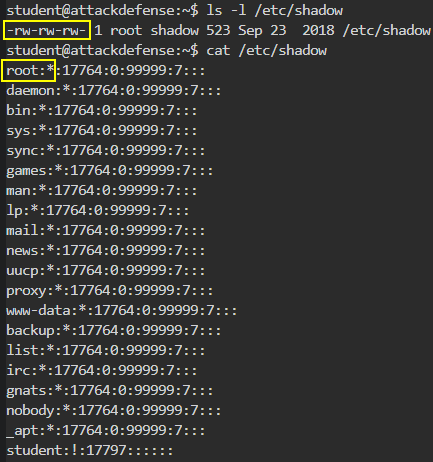 student@attackdefense:~$ ls -l /etc/shadow
-rw-rw-rw- 1 root shadow 523 Sep 23  2018 /etc/shadow
student@attackdefense:~$ cat /etc/shadow
root:*:17764:0:99999:7:::
daemon:*:17764:0:99999:7:::
bin:*:17764:0:99999:7:::
sys:*:17764:0:99999:7:::
sync:*:17764:0:99999:7:::
games:*:17764:0:99999:7:::
man:*:17764:0:99999:7:::
lp:*:17764:0:99999:7:::
mail:*:17764:0:99999:7:::
news:*:17764:0:99999:7:::
uucp:*:17764:0:99999:7:::
proxy:*:17764:0:99999:7:::
www-data:*:17764:0:99999:7:::
backup:*:17764:0:99999:7:::
list:*:17764:0:99999:7:::
irc:*:17764:0:99999:7:::
gnats:*:17764:0:99999:7:::
nobody:*:17764:0:99999:7:::
_apt:*:17764:0:99999:7:::
student:!:17797::::::